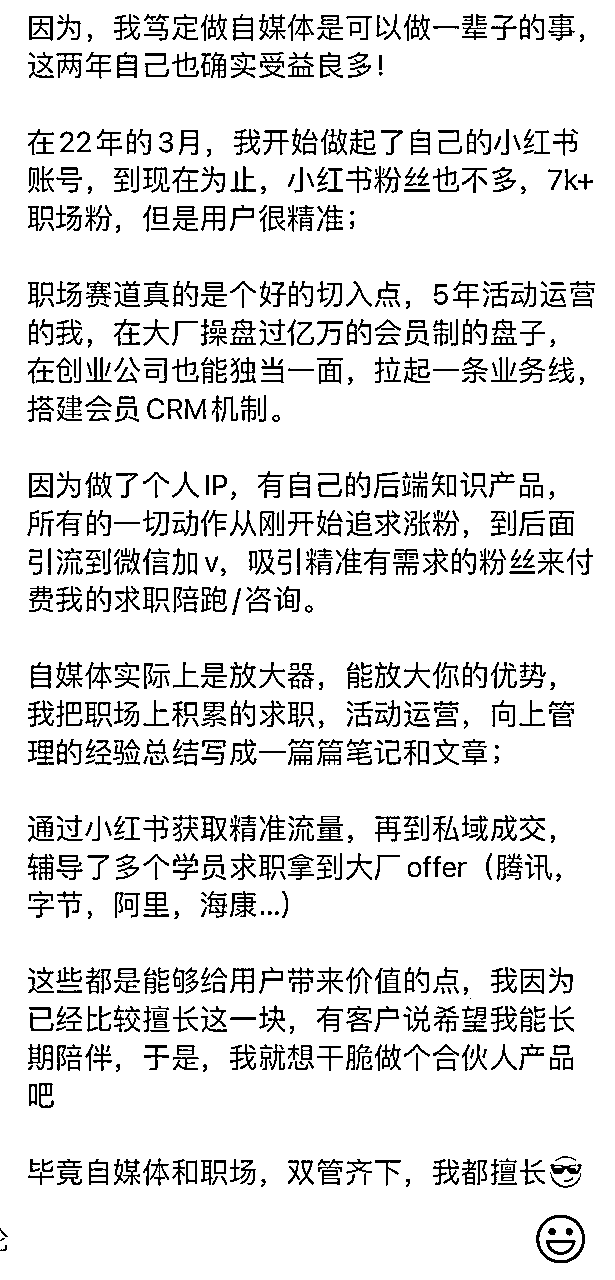 因为，我笃定做自媒体是可以做一辈子的事，
这两年自己也确实受益良多！
在22年的3月，我开始做起了自己的小红书
账号，到现在为止，小红书粉丝也不多，7k+
职场粉，但是用户很精准；
职场赛道真的是个好的切入点，5年活动运营
的我，在大厂操盘过亿万的会员制的盘子，
在创业公司也能独当一面，拉起一条业务线，
搭建会员CRM机制。
因为做了个人IP，有自己的后端知识产品，
所有的一切动作从刚开始追求涨粉，到后面
引流到微信加v，吸引精准有需求的粉丝来付
费我的求职陪跑/咨询。
自媒体实际上是放大器，能放大你的优势，
我把职场上积累的求职，活动运营，向上管
理的经验总结写成一篇篇笔记和文章；
通过小红书获取精准流量，再到私域成交，
辅导了多个学员求职拿到大厂offer（腾讯，
字节，阿里，海康...）
这些都是能够给用户带来价值的点，我因为
已经比较擅长这一块，有客户说希望我能长
期陪伴，于是，我就想干脆做个合伙人产品
吧
毕竟自媒体和职场，双管齐下，我都擅长😎